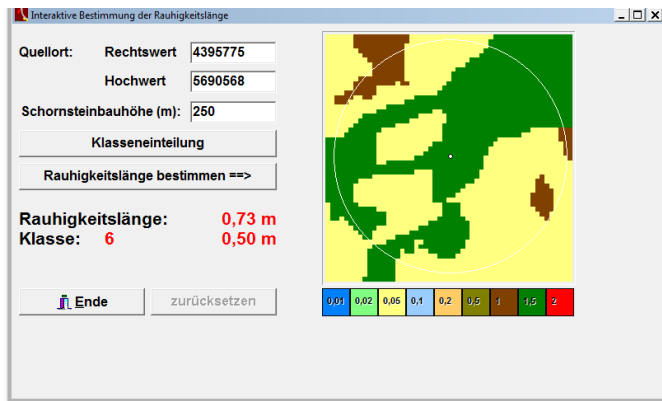 Interaktive Bestimmung der Rauhigkeitslänge
Quellort: Rechtswert 4395775
Hochwert 5690568
Schornsteinbauhöhe (m): 250
Klasseneinteilung
Rauhigkeitslänge bestimmen ==>
Rauhigkeitslänge: 0,73 m
Klasse: 6 0,50 m
Ende zurücksetzen
0,01 0,02 0,05 0,1 0,2 0,5 1 1,5 2